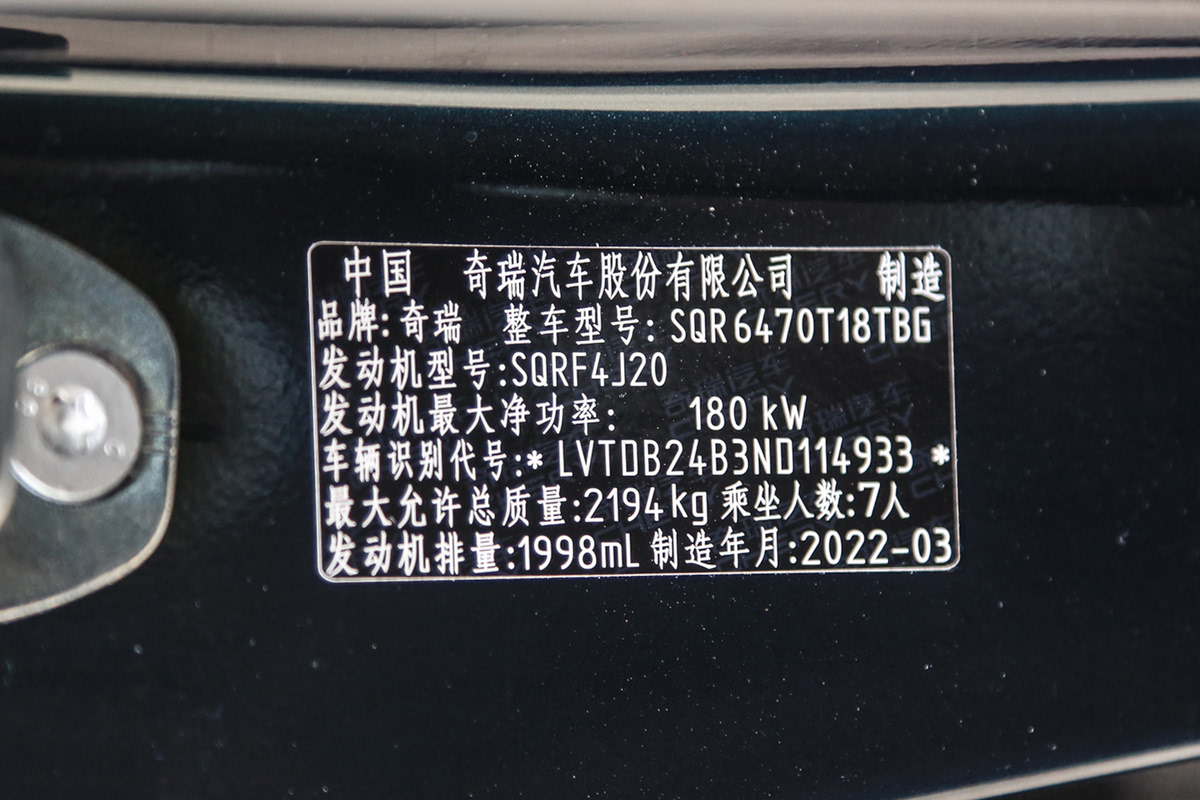 中国 奇瑞汽车股份有限公司 制造
品牌:奇瑞 整车型号:SQR6470T18TBG
发动机型号:SQRF4J20
发动机最大净功率: 180 kW
车辆识别代号:* LVTDB24B3ND114933 *
最大允许总质量:2194kg 乘坐人数:7人
发动机排量:1998mL 制造年月:2022-03